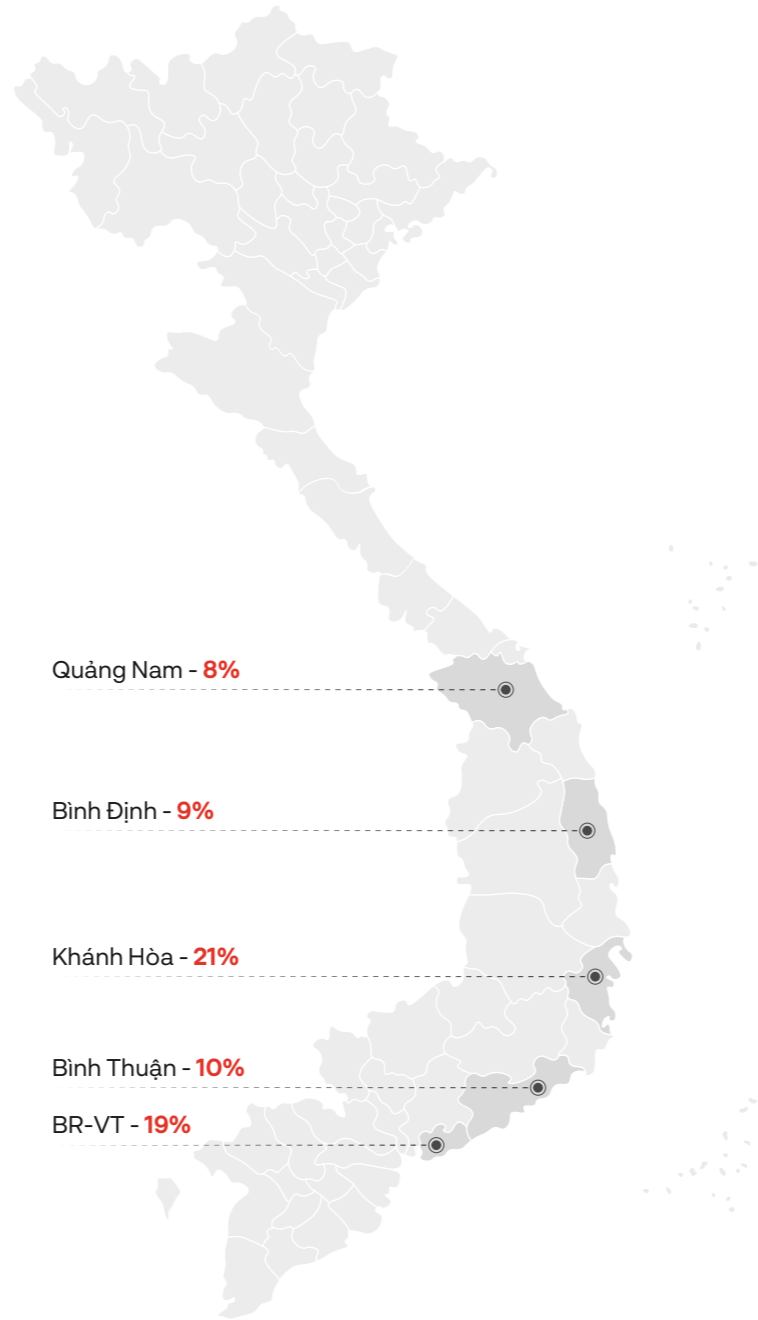 Quảng Nam - 8%
Bình Định - 9%
Khánh Hòa - 21%
Bình Thuận - 10%
BR-VT - 19%